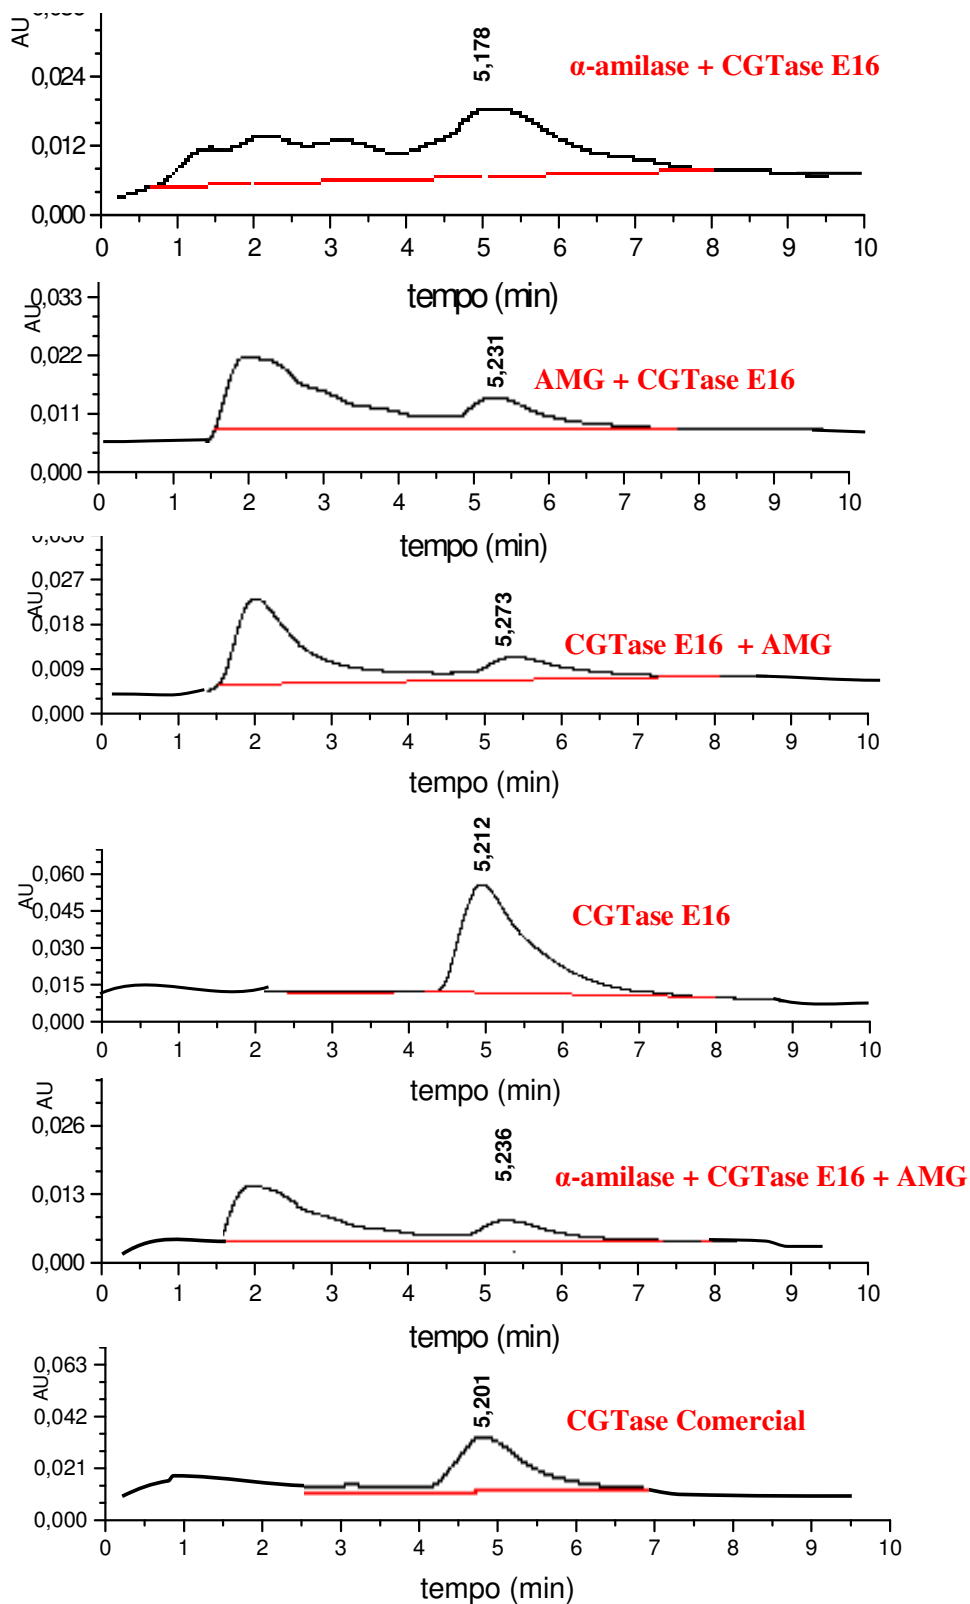 AU
5,178
α-amilase + CGTase E16
0,024
0,012
0,000
0 1 2 3 4 5 6 7 8 9 10
tempo (min)
AU
0,033
0,022
0,011
0,000
5,231
AMG + CGTase E16
0 1 2 3 4 5 6 7 8 9 10
tempo (min)
AU
0,027
0,018
0,009
0,000
5,273
CGTase E16 + AMG
0 1 2 3 4 5 6 7 8 9 10
tempo (min)
AU
5,212
0,060
0,045
0,030
0,015
0,000
CGTase E16
0 1 2 3 4 5 6 7 8 9 10
tempo (min)
AU
0,026
0,013
0,000
5,236
α-amilase + CGTase E16 + AMG
0 1 2 3 4 5 6 7 8 9 10
tempo (min)
AU
0,063
0,042
0,021
0,000
5,201
CGTase Comercial
0 1 2 3 4 5 6 7 8 9 10
tempo (min)